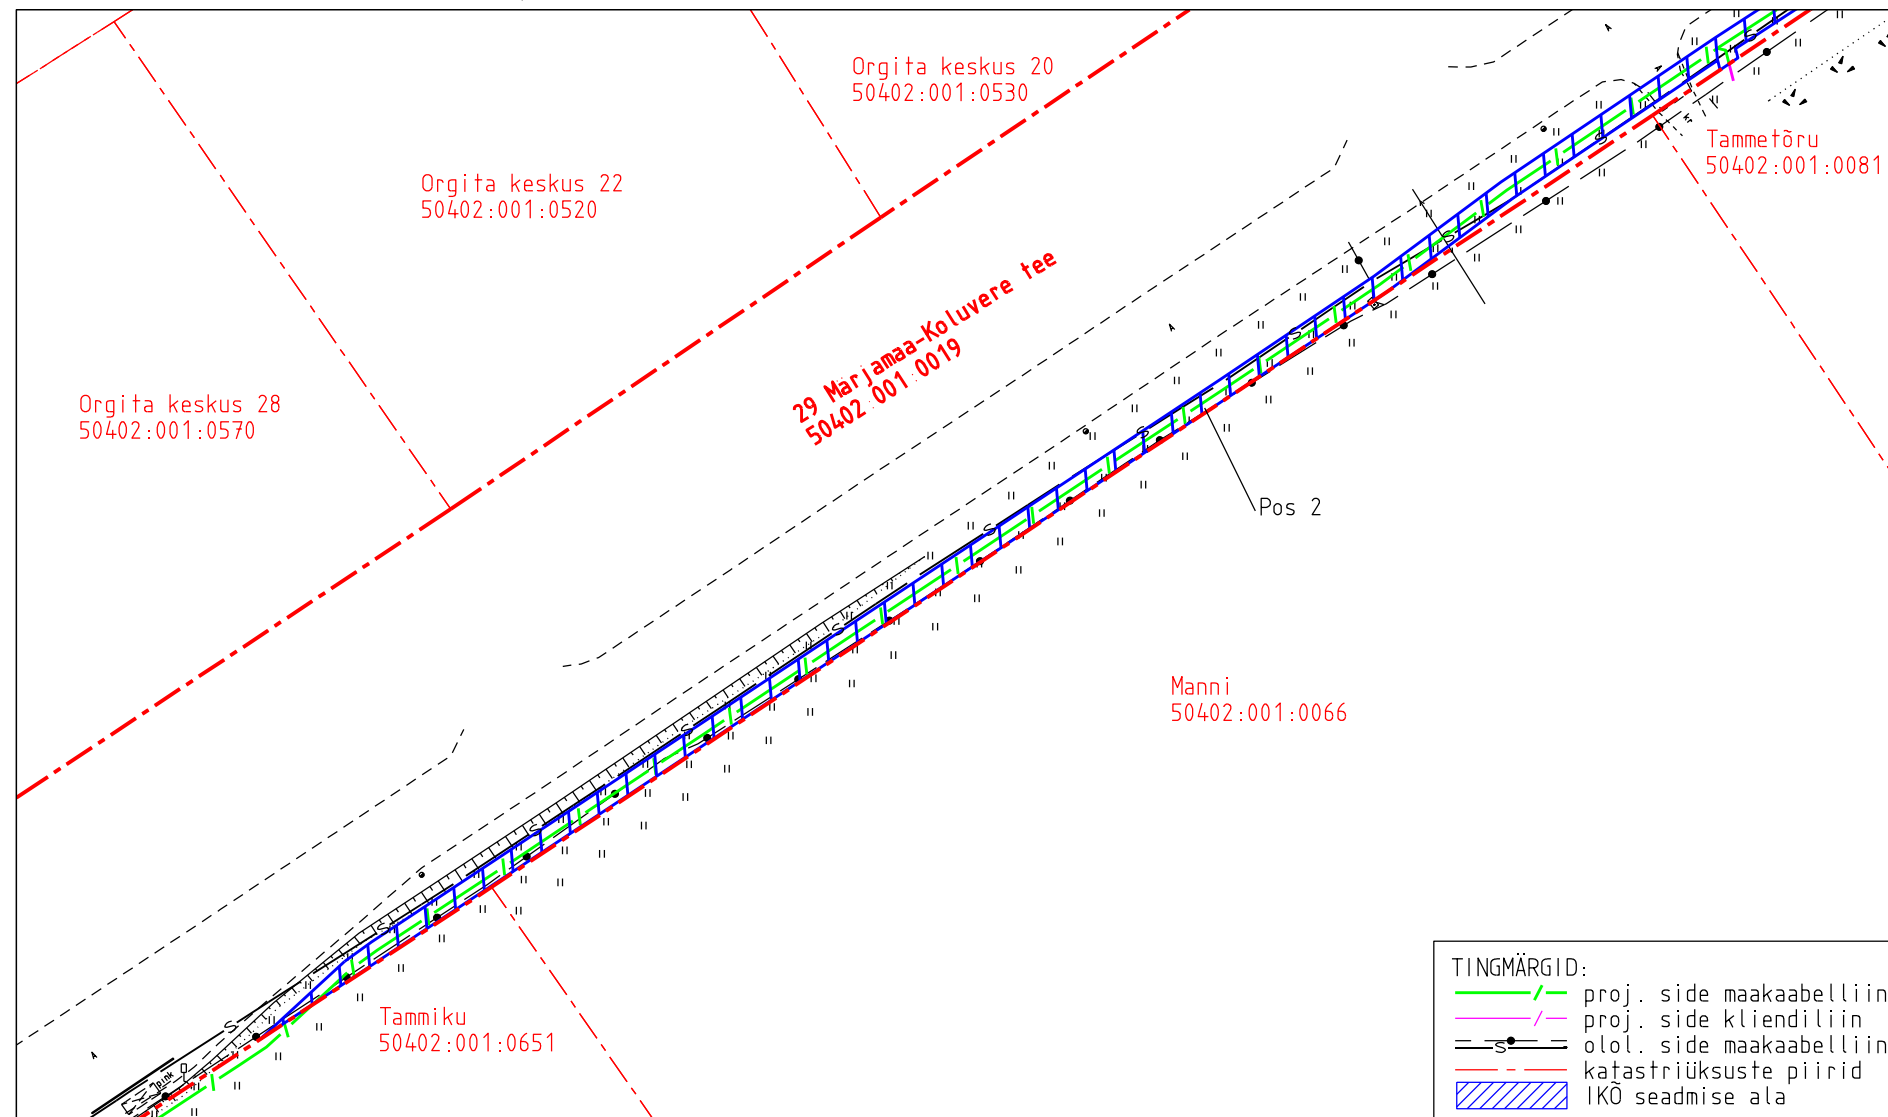 Orgita keskus 20
50402:001:0530
Tammetõru
50402:001:0081
Orgita keskus 22
50402:001:0520
29 Märjamaa-Koluvere tee
50402:001:0019
Orgita keskus 28
50402:001:0570
Pos 2
Manni
50402:001:0066
Tammiku
50402:001:0651
pink
TINGMÄRGID:
proj. side maakaabelliin
proj. side kliendiliin
olol. side maakaabelliin
katastriüksuste piirid
IKÕ seadmise ala